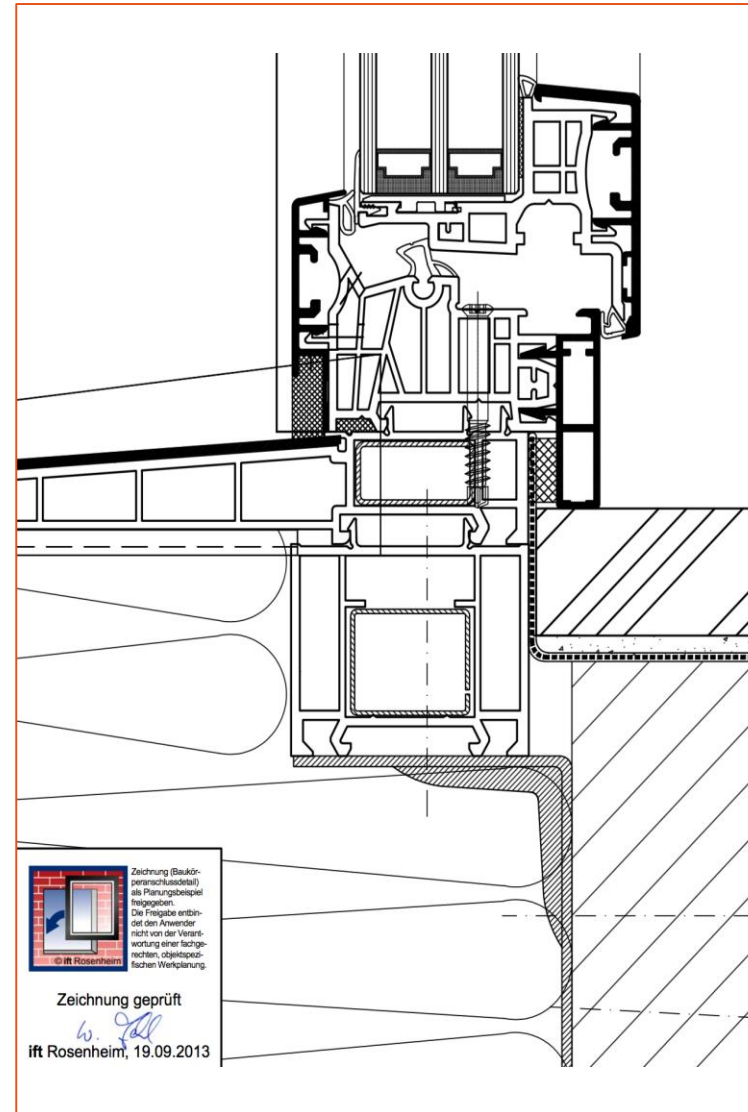 Zeichnung (Baukör-
peranschlussdetail)
als Planungsbeispiel
freigegeben.
Die Freigabe entbin-
det den Anwender
nicht von der Verant-
wortung einer fachge-
rechten, objektspezi-
fischen Werkplanung.
© ift Rosenheim
Zeichnung geprüft
ift Rosenheim, 19.09.2013